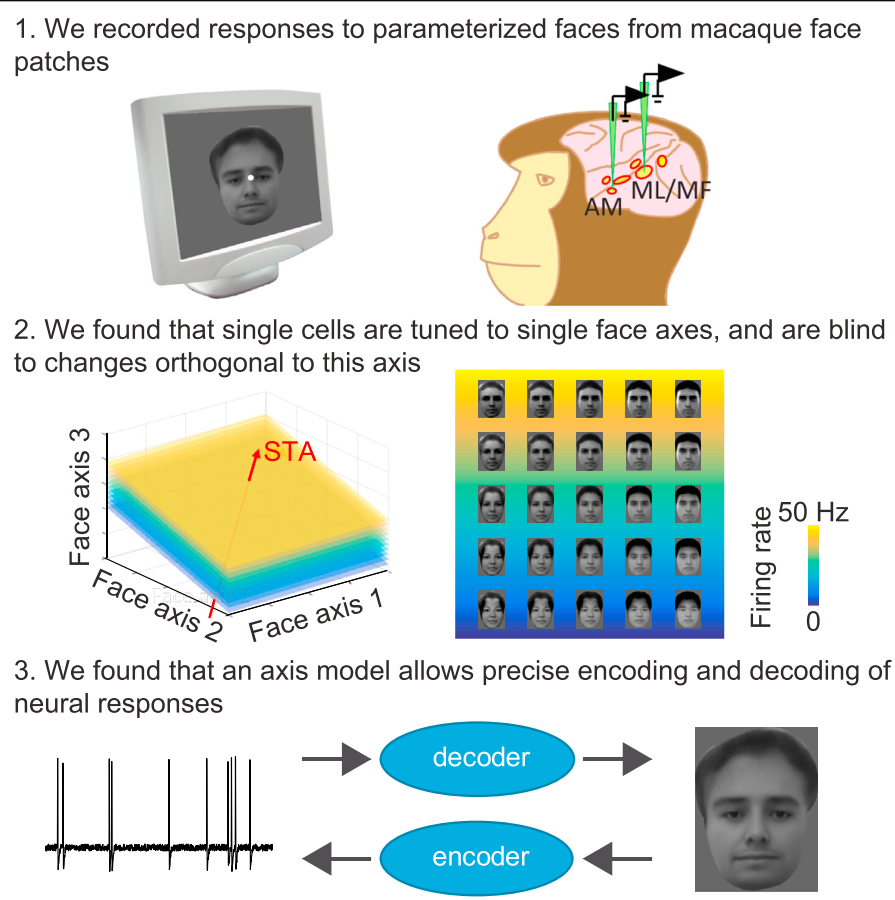 1. We recorded responses to parameterized faces from macaque face
patches
AM
ML/MF
2. We found that single cells are tuned to single face axes, and are blind
to changes orthogonal to this axis
STA
Face axis 3
Face axis 2
Face axis 1
Firing rate
50 Hz
0
3. We found that an axis model allows precise encoding and decoding of
neural responses
decoder
encoder